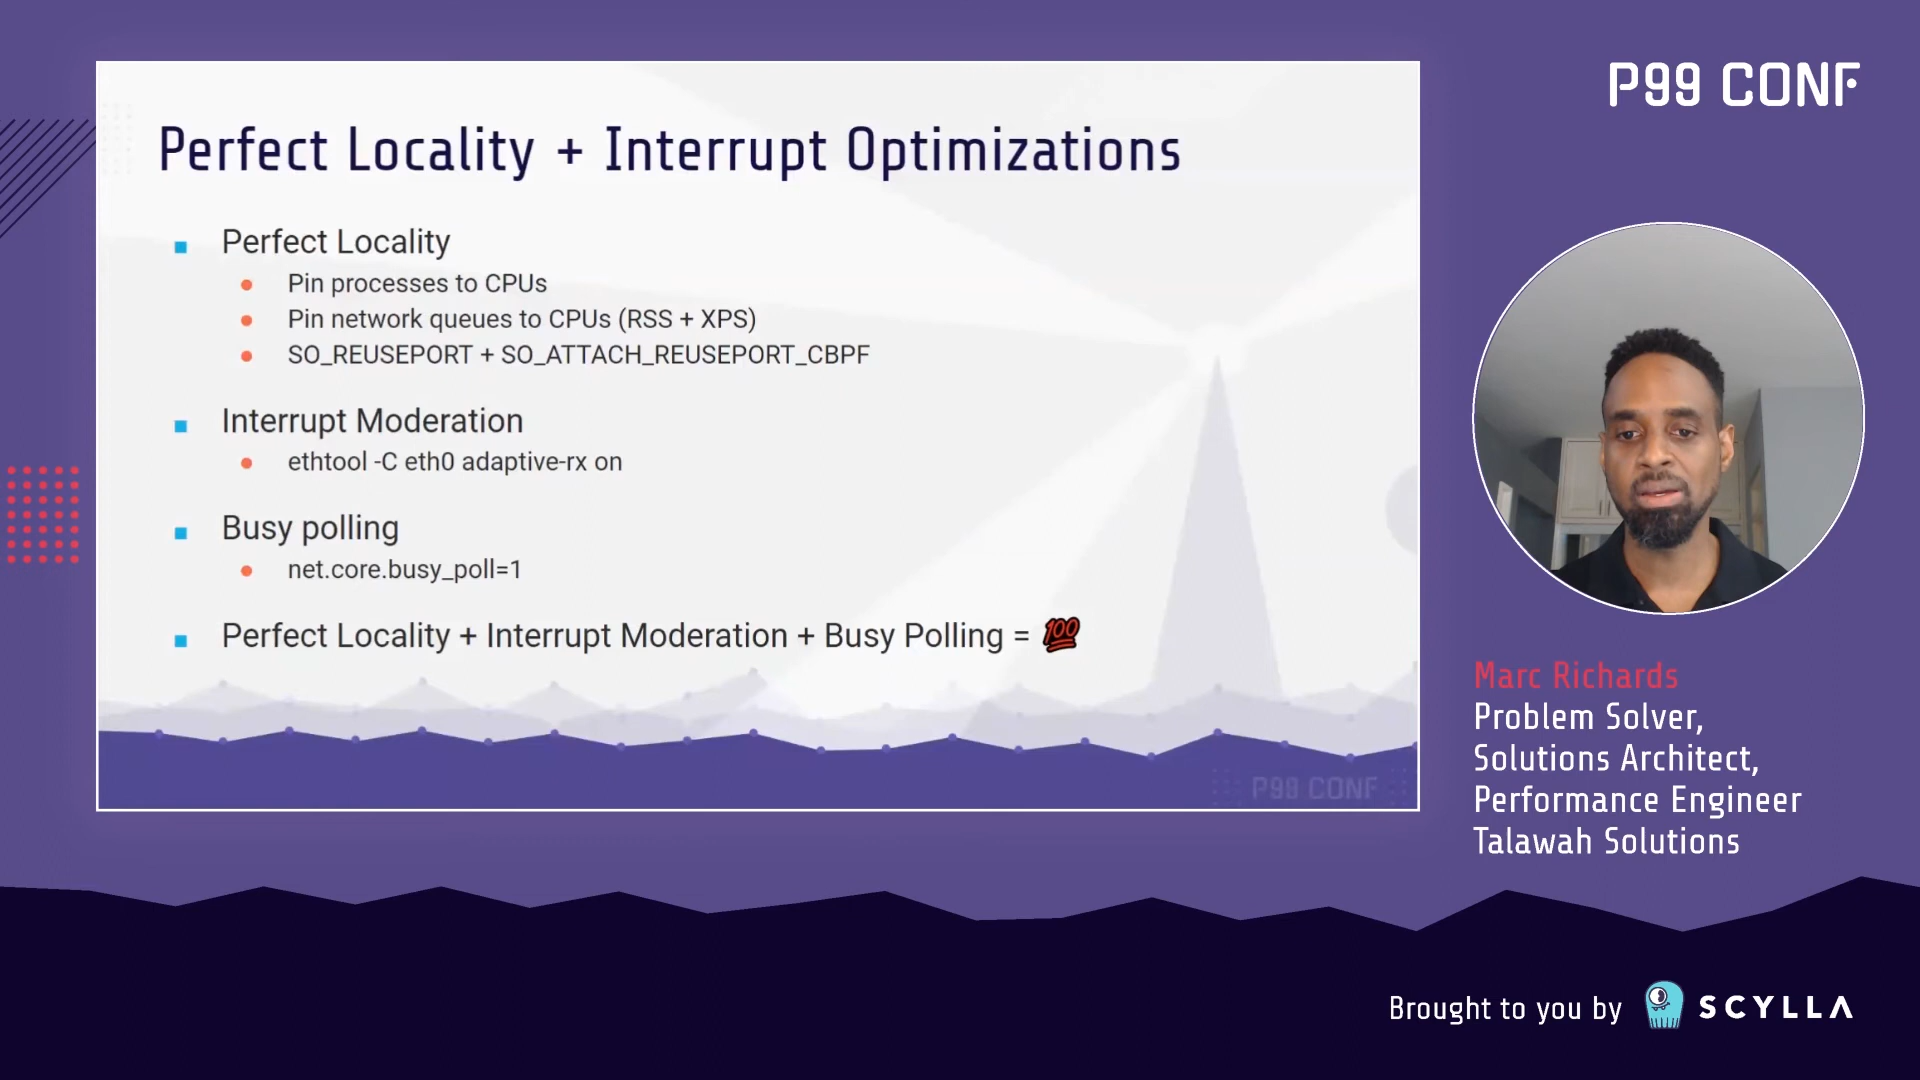 P99 CONF
Perfect Locality + Interrupt Optimizations
Perfect Locality
Pin processes to CPUs
Pin network queues to CPUs (RSS + XPS)
SO_REUSEPORT + SO_ATTACH_REUSEPORT_CBPF
Interrupt Moderation
ethtool -C eth0 adaptive-rx on
Busy polling
net.core.busy_poll=1
Perfect Locality + Interrupt Moderation + Busy Polling = 💯
P99 CONF
Marc Richards
Problem Solver,
Solutions Architect,
Performance Engineer
Talawah Solutions
Brought to you by SCYLLA